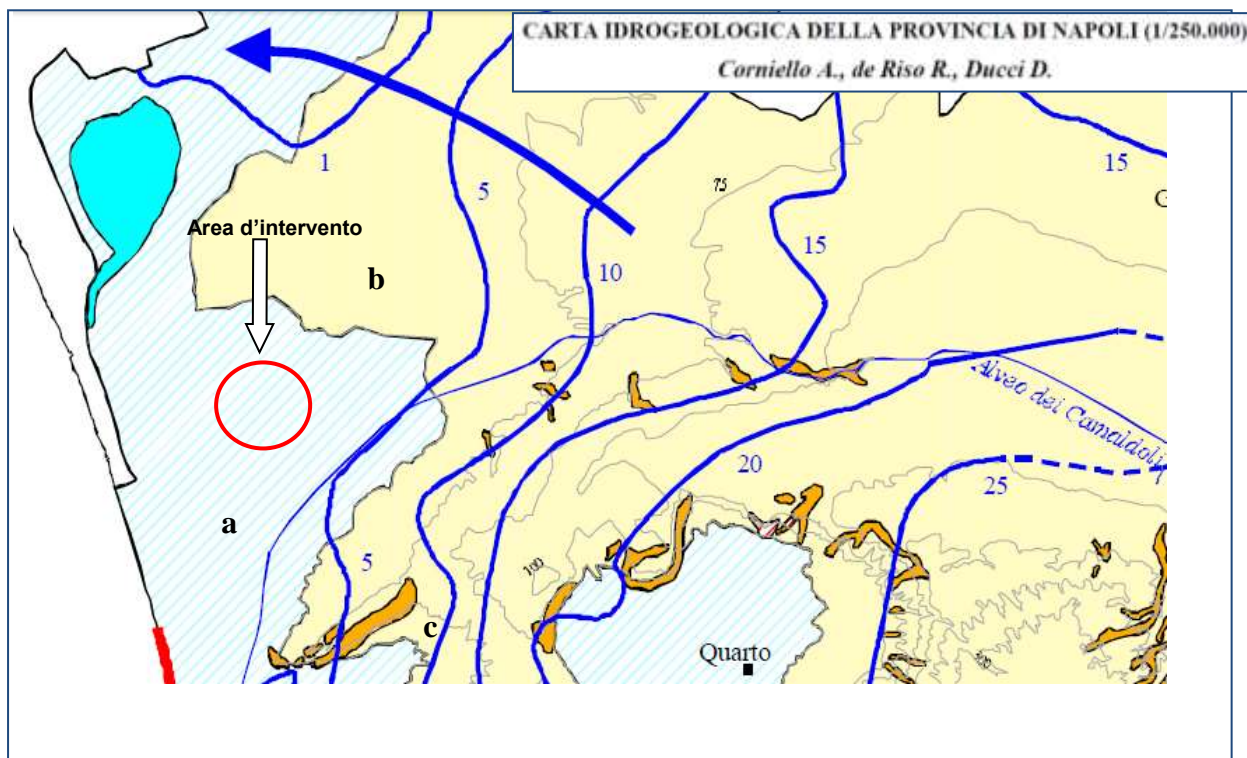 CARTA IDROGEOLOGICA DELLA PROVINCIA DI NAPOLI (1/250.000)
Corniello A., de Riso R., Ducci D.
1
5
75
15
15
G
Area d'intervento
b
10
Alveo dei Camaldoli
20
25
a
5
100
c
Quarto